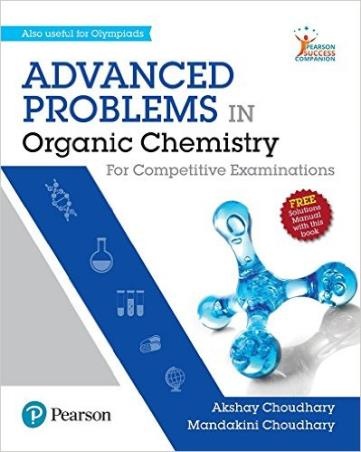 Also useful for Olympiads
PEARSON
SUCCESS
COMPANION
ADVANCED
PROBLEMS IN
Organic Chemistry
For Competitive Examinations
FREE
Solutions
Manual with
this book
P Pearson
Akshay Choudhary
Mandakini Choudhary